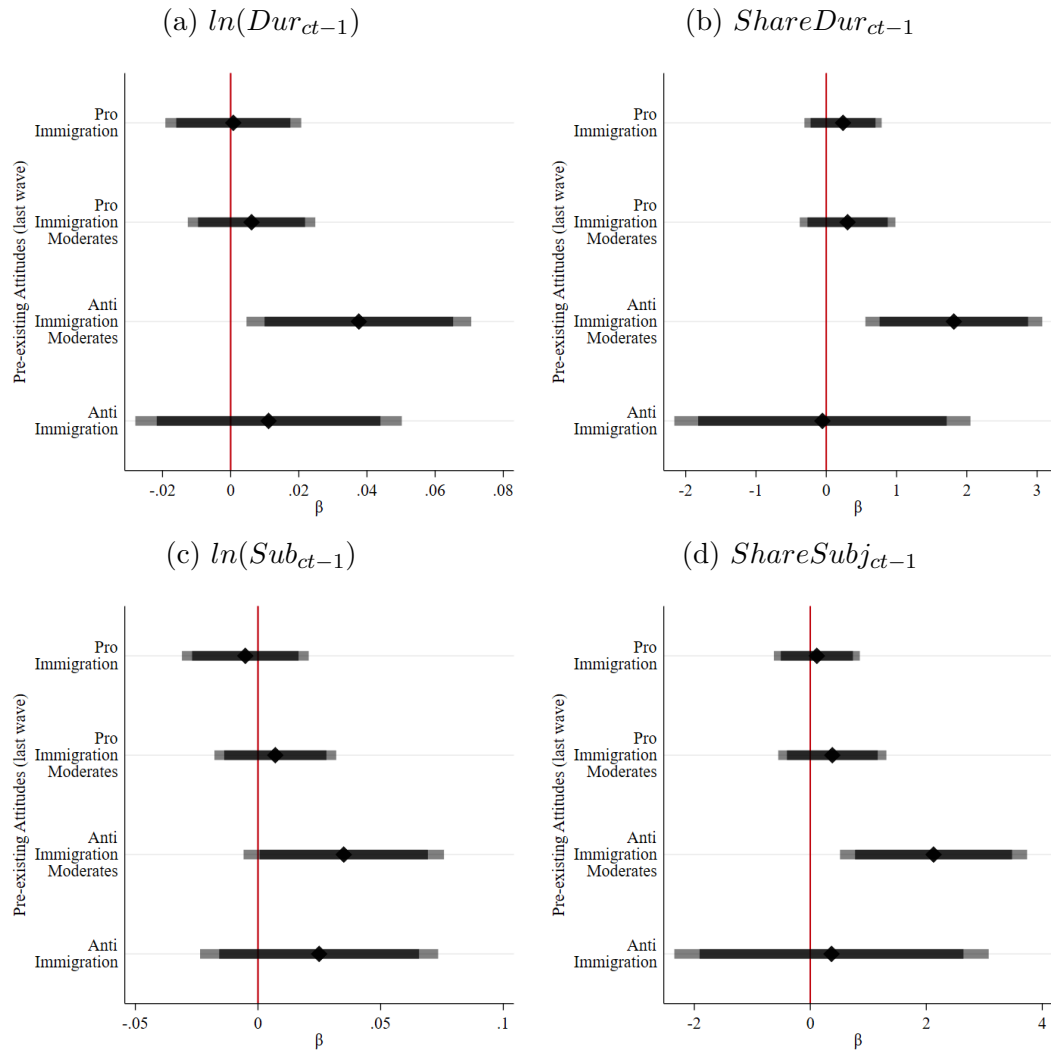 (a) ln(Dur_{ct−1})
Pre-existing Attitudes (last wave)
Pro
Immigration
Pro
Immigration
Moderates
Anti
Immigration
Moderates
Anti
Immigration
-.02 0 .02 .04 .06 .08
β
(b) ShareDur_{ct−1}
Pre-existing Attitudes (last wave)
Pro
Immigration
Pro
Immigration
Moderates
Anti
Immigration
Moderates
Anti
Immigration
-2 -1 0 1 2 3
β
(c) ln(Sub_{ct−1})
Pre-existing Attitudes (last wave)
Pro
Immigration
Pro
Immigration
Moderates
Anti
Immigration
Moderates
Anti
Immigration
-.05 0 .05 .1
β
(d) ShareSubj_{ct−1}
Pre-existing Attitudes (last wave)
Pro
Immigration
Pro
Immigration
Moderates
Anti
Immigration
Moderates
Anti
Immigration
-2 0 2 4
β